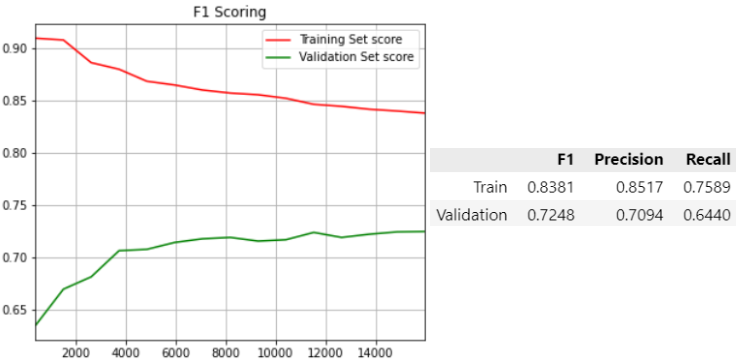 F1 Scoring
Training Set score
Validation Set score
0.90
0.85
0.80
0.75
0.70
0.65
2000 4000 6000 8000 10000 12000 14000
F1 Precision Recall
Train 0.8381 0.8517 0.7589
Validation 0.7248 0.7094 0.6440